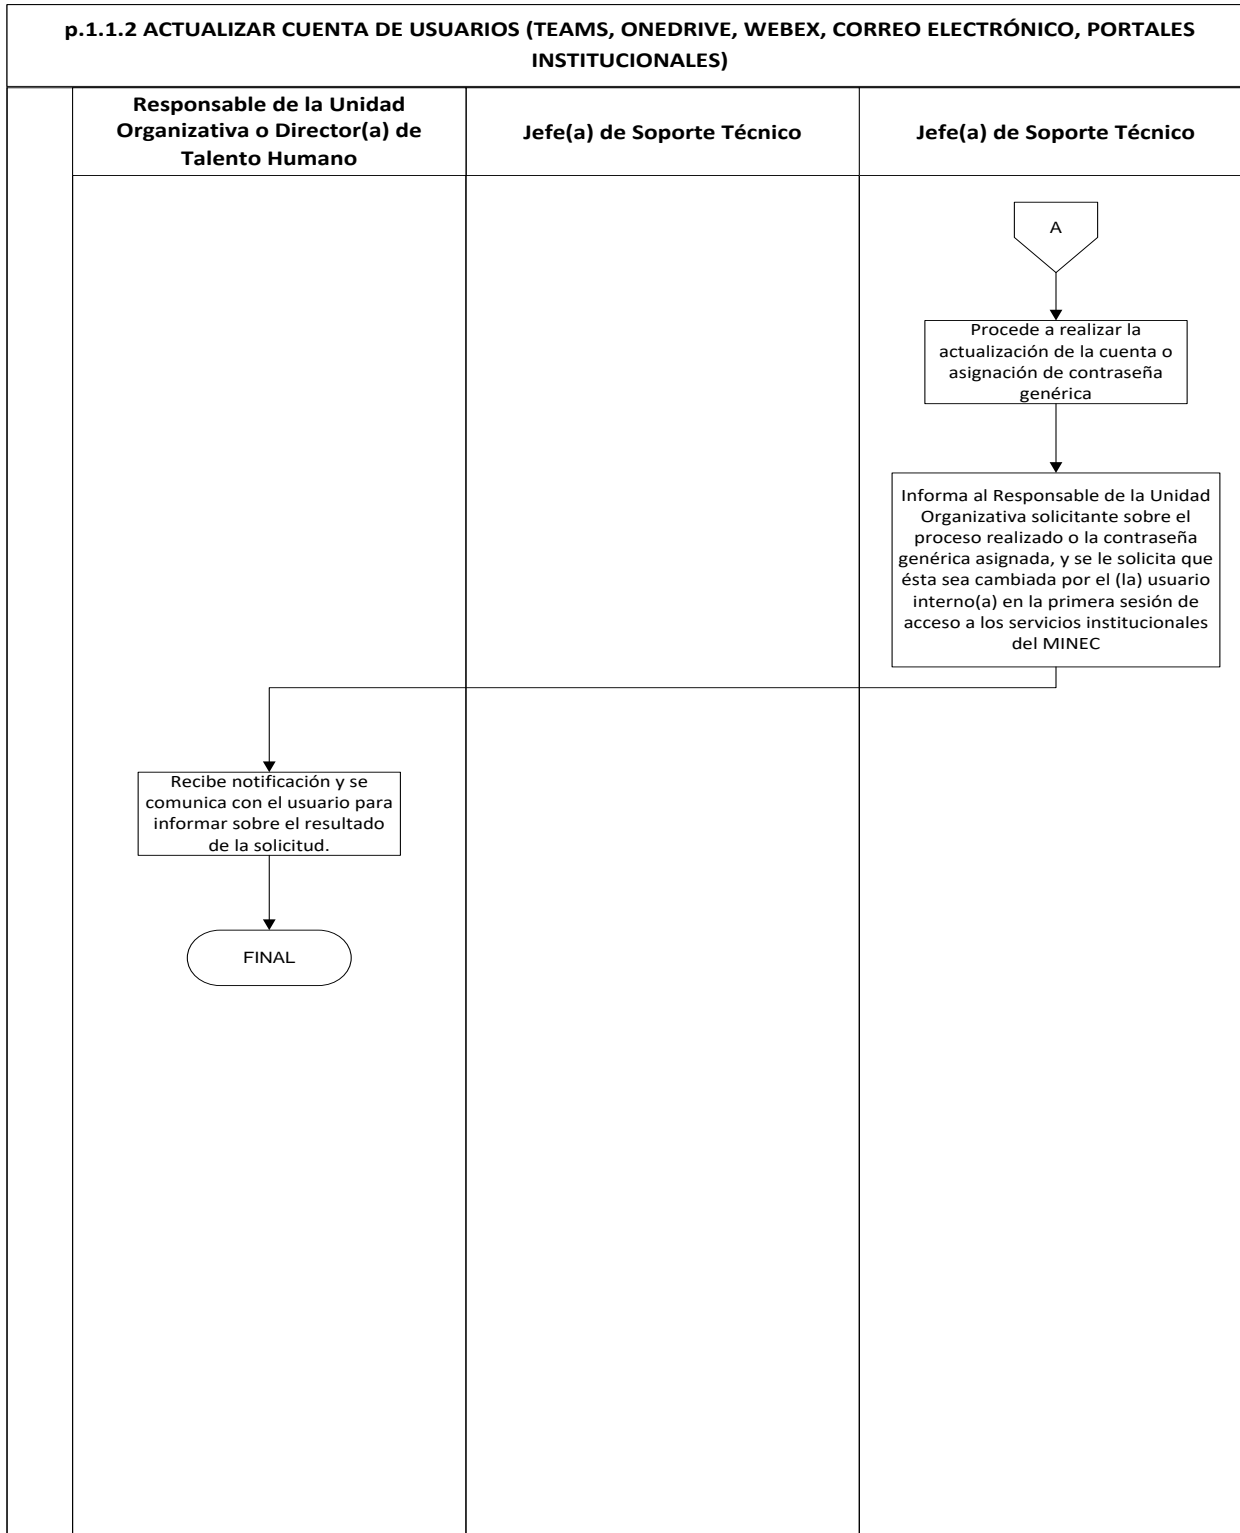 p.1.1.2 ACTUALIZAR CUENTA DE USUARIOS (TEAMS, ONEDRIVE, WEBEX, CORREO ELECTRÓNICO, PORTALES
INSTITUCIONALES)
Responsable de la Unidad
Organizativa o Director(a) de
Talento Humano
Jefe(a) de Soporte Técnico
Jefe(a) de Soporte Técnico
A
Procede a realizar la
actualización de la cuenta o
asignación de contraseña
genérica
Informa al Responsable de la Unidad
Organizativa solicitante sobre el
proceso realizado o la contraseña
genérica asignada, y se le solicita que
ésta sea cambiada por el (la) usuario
interno(a) en la primera sesión de
acceso a los servicios institucionales
del MINEC
Recibe notificación y se
comunica con el usuario para
informar sobre el resultado
de la solicitud.
FINAL